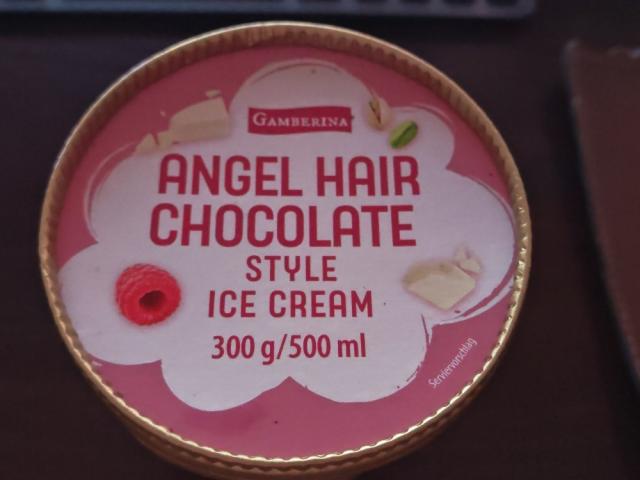 GAMBERINA
ANGEL HAIR
CHOCOLATE
STYLE
ICE CREAM
300 g/500 ml
Serviervorschlag